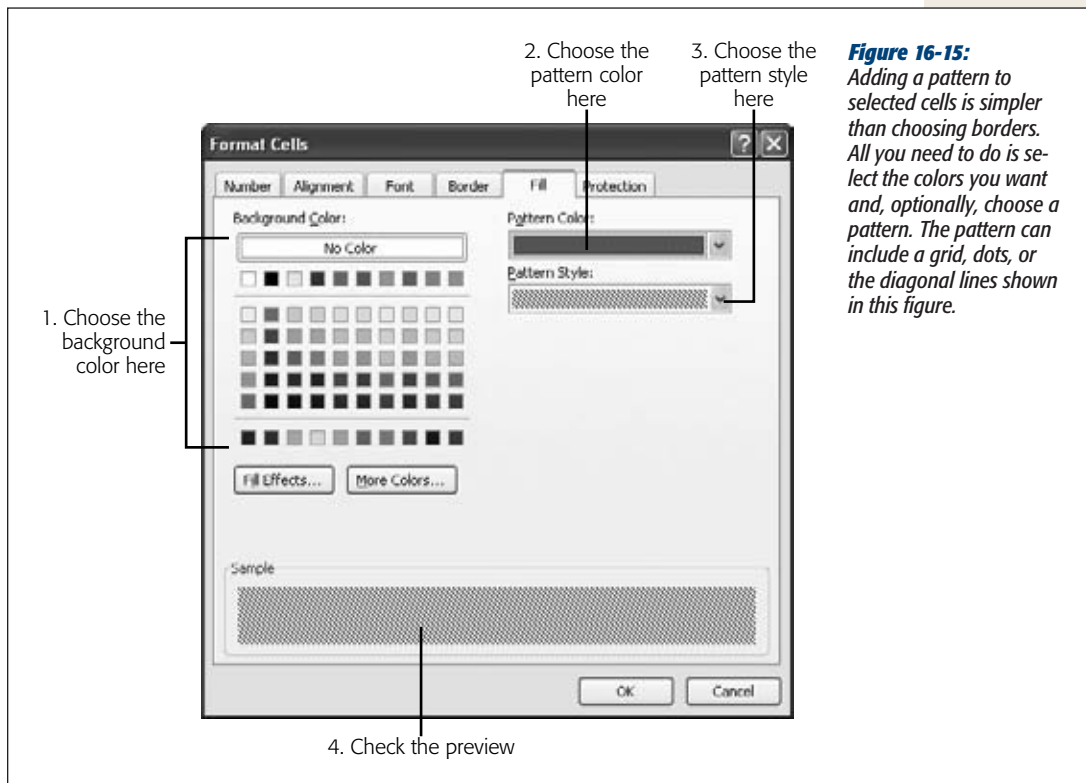 2. Choose the
pattern color
here
3. Choose the
pattern style
here
Figure 16-15:
Adding a pattern to
selected cells is simpler
than choosing borders.
All you need to do is se-
lect the colors you want
and, optionally, choose a
pattern. The pattern can
include a grid, dots, or
the diagonal lines shown
in this figure.
Format Cells
Number
Alignment
Font
Border
Fill
Protection
Background Color:
No Color
Pattern Color:
Pattern Style:
1. Choose the
background
color here
Fill Effects...
More Colors...
Sample
OK
Cancel
4. Check the preview